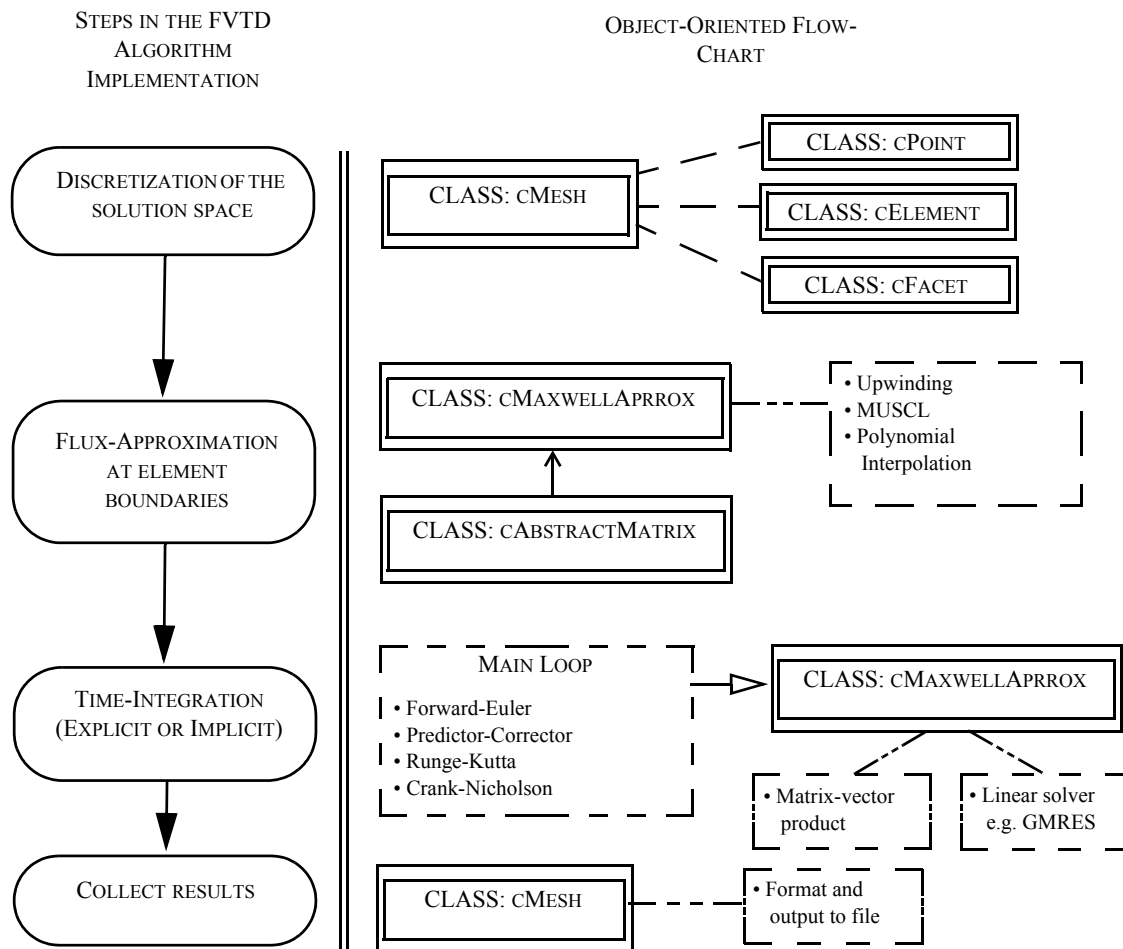 STEPS IN THE FVTD
ALGORITHM
IMPLEMENTATION
OBJECT-ORIENTED FLOW-
CHART
DISCRETIZATION OF THE
SOLUTION SPACE
CLASS: CMESH
CLASS: CPOINT
CLASS: CELEMENT
CLASS: CFACET
FLUX-APPROXIMATION
AT ELEMENT
BOUNDARIES
CLASS: CMAXWELLAPRROX
• Upwinding
• MUSCL
• Polynomial
Interpolation
CLASS: CABSTRACTMATRIX
TIME-INTEGRATION
(EXPLICIT OR IMPLICIT)
MAIN LOOP
• Forward-Euler
• Predictor-Corrector
• Runge-Kutta
• Crank-Nicholson
CLASS: CMAXWELLAPRROX
• Matrix-vector
product
• Linear solver
e.g. GMRES
COLLECT RESULTS
CLASS: CMESH
• Format and
output to file